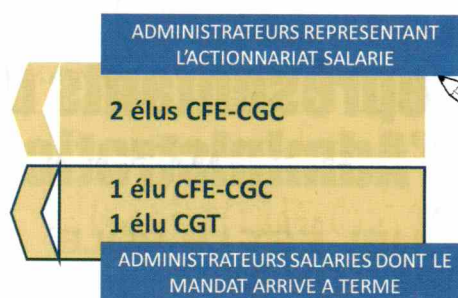 ADMINISTRATEURS REPRESENTANT
L'ACTIONNARIAT SALARIE
2 élus CFE-CGC
1 élu CFE-CGC
1 élu CGT
ADMINISTRATEURS SALARIES DONT LE
MANDAT ARRIVE A TERME